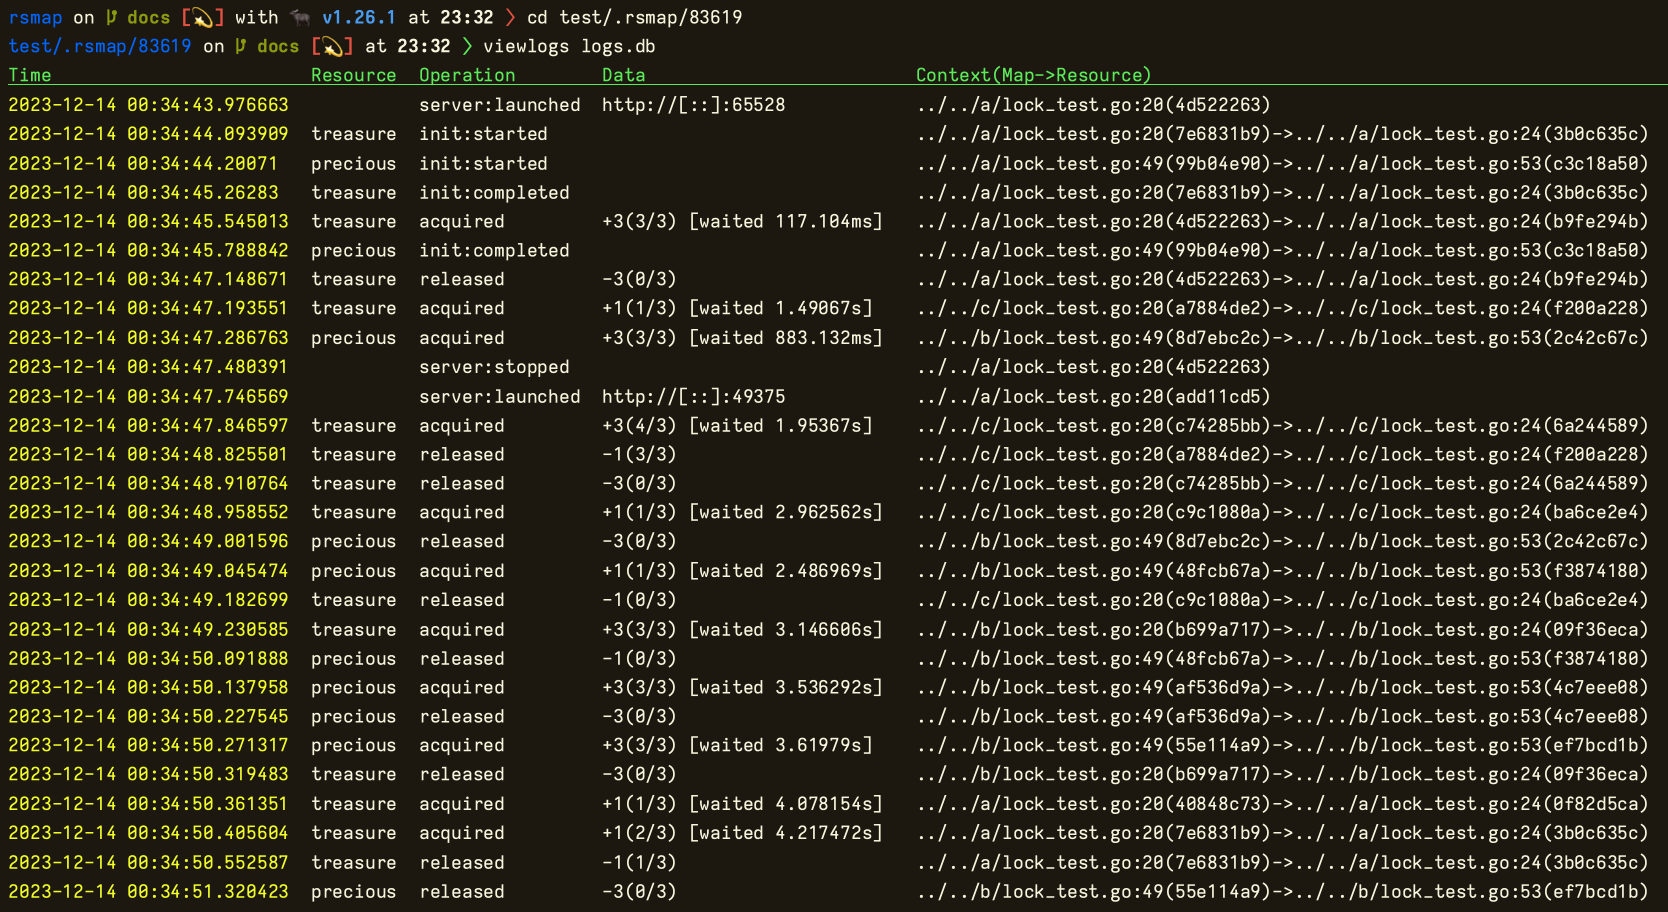 rsmap on docs [💫] with 🐃 v1.26.1 at 23:32 ❯ cd test/.rsmap/83619
test/.rsmap/83619 on docs [💫] at 23:32 ❯ viewlogs logs.db
Time Resource Operation Data Context(Map->Resource)
2023-12-14 00:34:43.976663 server:launched http://[::]:65528 ../../a/lock_test.go:20(4d522263)
2023-12-14 00:34:44.093909 treasure init:started ../../a/lock_test.go:20(7e6831b9)->../../a/lock_test.go:24(3b0c635c)
2023-12-14 00:34:44.20071 precious init:started ../../a/lock_test.go:49(99b04e90)->../../a/lock_test.go:53(c3c18a50)
2023-12-14 00:34:45.26283 treasure init:completed ../../a/lock_test.go:20(7e6831b9)->../../a/lock_test.go:24(3b0c635c)
2023-12-14 00:34:45.545013 treasure acquired +3(3/3) [waited 117.104ms] ../../a/lock_test.go:20(4d522263)->../../a/lock_test.go:24(b9fe294b)
2023-12-14 00:34:45.788842 precious init:completed ../../a/lock_test.go:49(99b04e90)->../../a/lock_test.go:53(c3c18a50)
2023-12-14 00:34:47.148671 treasure released -3(0/3) ../../a/lock_test.go:20(4d522263)->../../a/lock_test.go:24(b9fe294b)
2023-12-14 00:34:47.193551 treasure acquired +1(1/3) [waited 1.49067s] ../../c/lock_test.go:20(a7884de2)->../../c/lock_test.go:24(f200a228)
2023-12-14 00:34:47.286763 precious acquired +3(3/3) [waited 883.132ms] ../../b/lock_test.go:49(8d7ebc2c)->../../b/lock_test.go:53(2c42c67c)
2023-12-14 00:34:47.480391 server:stopped ../../a/lock_test.go:20(4d522263)
2023-12-14 00:34:47.746569 server:launched http://[::]:49375 ../../a/lock_test.go:20(add11cd5)
2023-12-14 00:34:47.846597 treasure acquired +3(4/3) [waited 1.95367s] ../../c/lock_test.go:20(c74285bb)->../../c/lock_test.go:24(6a244589)
2023-12-14 00:34:48.825501 treasure released -1(3/3) ../../c/lock_test.go:20(a7884de2)->../../c/lock_test.go:24(f200a228)
2023-12-14 00:34:48.910764 treasure released -3(0/3) ../../c/lock_test.go:20(c74285bb)->../../c/lock_test.go:24(6a244589)
2023-12-14 00:34:48.958552 treasure acquired +1(1/3) [waited 2.962562s] ../../c/lock_test.go:20(c9c1080a)->../../c/lock_test.go:24(ba6ce2e4)
2023-12-14 00:34:49.001596 precious released -3(0/3) ../../b/lock_test.go:49(8d7ebc2c)->../../b/lock_test.go:53(2c42c67c)
2023-12-14 00:34:49.045474 precious acquired +1(1/3) [waited 2.486969s] ../../b/lock_test.go:49(48fcb67a)->../../b/lock_test.go:53(f3874180)
2023-12-14 00:34:49.182699 treasure released -1(0/3) ../../c/lock_test.go:20(c9c1080a)->../../c/lock_test.go:24(ba6ce2e4)
2023-12-14 00:34:49.230585 treasure acquired +3(3/3) [waited 3.146606s] ../../b/lock_test.go:20(b699a717)->../../b/lock_test.go:24(09f36eca)
2023-12-14 00:34:50.091888 precious released -1(0/3) ../../b/lock_test.go:49(48fcb67a)->../../b/lock_test.go:53(f3874180)
2023-12-14 00:34:50.137958 precious acquired +3(3/3) [waited 3.536292s] ../../b/lock_test.go:49(af536d9a)->../../b/lock_test.go:53(4c7eee08)
2023-12-14 00:34:50.227545 precious released -3(0/3) ../../b/lock_test.go:49(af536d9a)->../../b/lock_test.go:53(4c7eee08)
2023-12-14 00:34:50.271317 precious acquired +3(3/3) [waited 3.61979s] ../../b/lock_test.go:49(55e114a9)->../../b/lock_test.go:53(ef7bcd1b)
2023-12-14 00:34:50.319483 treasure released -3(0/3) ../../b/lock_test.go:20(b699a717)->../../b/lock_test.go:24(09f36eca)
2023-12-14 00:34:50.361351 treasure acquired +1(1/3) [waited 4.078154s] ../../a/lock_test.go:20(40848c73)->../../a/lock_test.go:24(0f82d5ca)
2023-12-14 00:34:50.405604 treasure acquired +1(2/3) [waited 4.217472s] ../../a/lock_test.go:20(7e6831b9)->../../a/lock_test.go:24(3b0c635c)
2023-12-14 00:34:50.552587 treasure released -1(1/3) ../../a/lock_test.go:20(7e6831b9)->../../a/lock_test.go:24(3b0c635c)
2023-12-14 00:34:51.320423 precious released -3(0/3) ../../b/lock_test.go:49(55e114a9)->../../b/lock_test.go:53(ef7bcd1b)